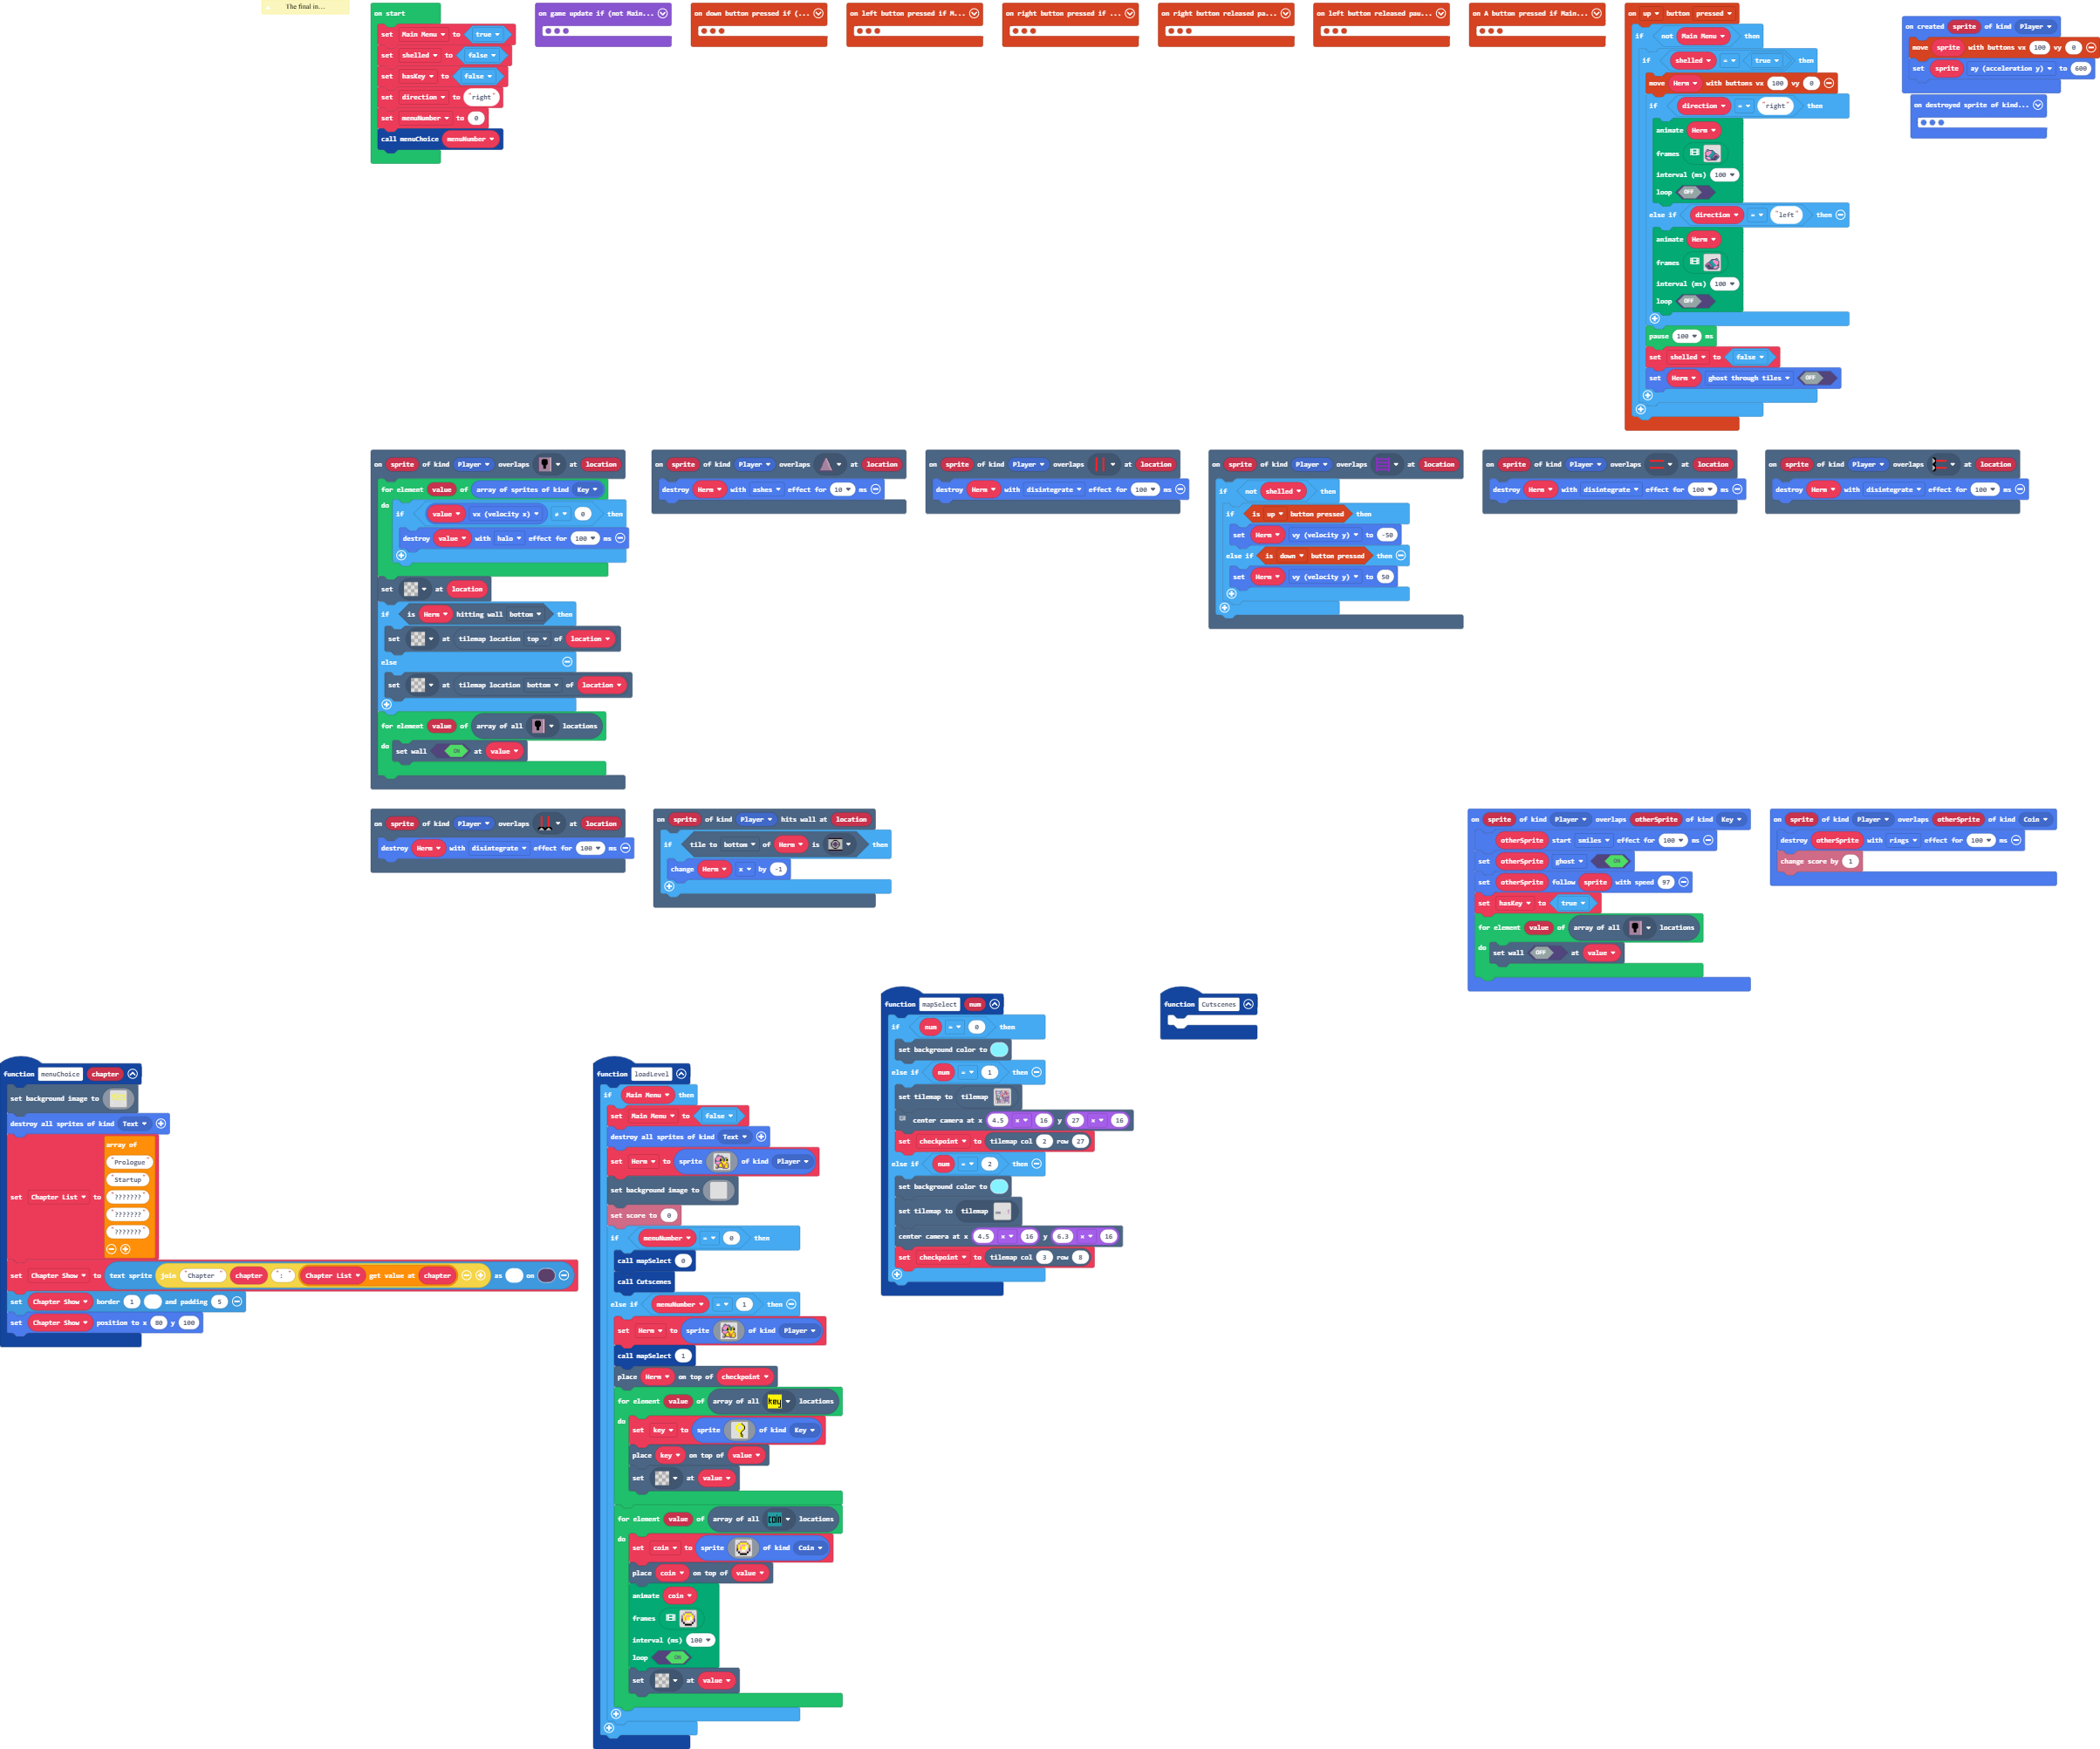 The final in...
on start
set Main Menu to true
set shelled to false
set hasKey to false
set direction to "right"
set menuNumber to 0
call menuChoice menuNumber
on game update if (not Main...
on down button pressed if (...
on left button pressed if M...
on right button pressed if ...
on right button released pa...
on left button released pau...
on A button pressed if Main...
on up button pressed
if not Main Menu then
if shelled = true then
move Herm with buttons vx 100 vy 0
if direction = "right" then
animate Herm
frames
interval (ms) 100
loop OFF
else if direction = "left" then
animate Herm
frames
interval (ms) 100
loop OFF
pause 100 ms
set shelled to false
set Herm ghost through tiles OFF
on created sprite of kind Player
move sprite with buttons vx 100 vy 0
set sprite ay (acceleration y) to 600
on destroyed sprite of kind...
on sprite of kind Player overlaps at location
for element value of array of sprites of kind Key
do
if value vx (velocity x) ≠ 0 then
destroy value with halo effect for 100 ms
set at location
if is Herm hitting wall bottom then
set at tilemap location top of location
else
set at tilemap location bottom of location
for element value of array of all locations
do set wall ON at value
on sprite of kind Player overlaps at location
destroy Herm with ashes effect for 10 ms
on sprite of kind Player overlaps at location
destroy Herm with disintegrate effect for 100 ms
on sprite of kind Player overlaps at location
if not shelled then
if is up button pressed then
set Herm vy (velocity y) to -50
else if is down button pressed then
set Herm vy (velocity y) to 50
on sprite of kind Player overlaps at location
destroy Herm with disintegrate effect for 100 ms
on sprite of kind Player overlaps at location
destroy Herm with disintegrate effect for 100 ms
on sprite of kind Player overlaps at location
destroy Herm with disintegrate effect for 100 ms
on sprite of kind Player hits wall at location
if tile to bottom of Herm is then
change Herm x by -1
on sprite of kind Player overlaps otherSprite of kind Key
otherSprite start smiles effect for 100 ms
set otherSprite ghost ON
set otherSprite follow sprite with speed 97
set hasKey to true
for element value of array of all locations
do set wall OFF at value
on sprite of kind Player overlaps otherSprite of kind Coin
destroy otherSprite with rings effect for 100 ms
change score by 1
function menuChoice chapter
set background image to
destroy all sprites of kind Text
set Chapter List to array of
"Prologue"
"Startup"
"???????"
"???????"
"???????"
set Chapter Show to text sprite join "Chapter " chapter ":" Chapter List get value at chapter as on
set Chapter Show border 1 and padding 5
set Chapter Show position to x 80 y 100
function loadLevel
if Main Menu then
set Main Menu to false
destroy all sprites of kind Text
set Herm to sprite of kind Player
set background image to
set score to 0
if menuNumber = 0 then
call mapSelect 0
call Cutscenes
else if menuNumber = 1 then
set Herm to sprite of kind Player
call mapSelect 1
place Herm on top of checkpoint
for element value of array of all key locations
do
set key to sprite of kind Key
place key on top of value
set at value
for element value of array of all coin locations
do
set coin to sprite of kind Coin
place coin on top of value
animate coin
frames
interval (ms) 100
loop ON
set at value
function mapSelect num
if num = 0 then
set background color to
else if num = 1 then
set tilemap to tilemap
center camera at x 4.5 × 16 y 27 × 16
set checkpoint to tilemap col 2 row 27
else if num = 2 then
set background color to
set tilemap to tilemap
center camera at x 4.5 × 16 y 6.3 × 16
set checkpoint to tilemap col 3 row 8
function Cutscenes